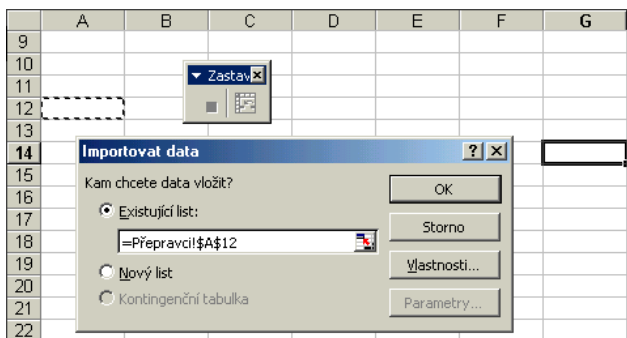 A B C D E F G
9
10
Zastav
11
12
13
14
Importovat data
15
Kam chcete data vložit?
OK
16
Existující list:
17
Storno
18
=Přepravci!$A$12
19
Nový list
Vlastnosti...
20
Kontingenční tabulka
Parametry...
21
22